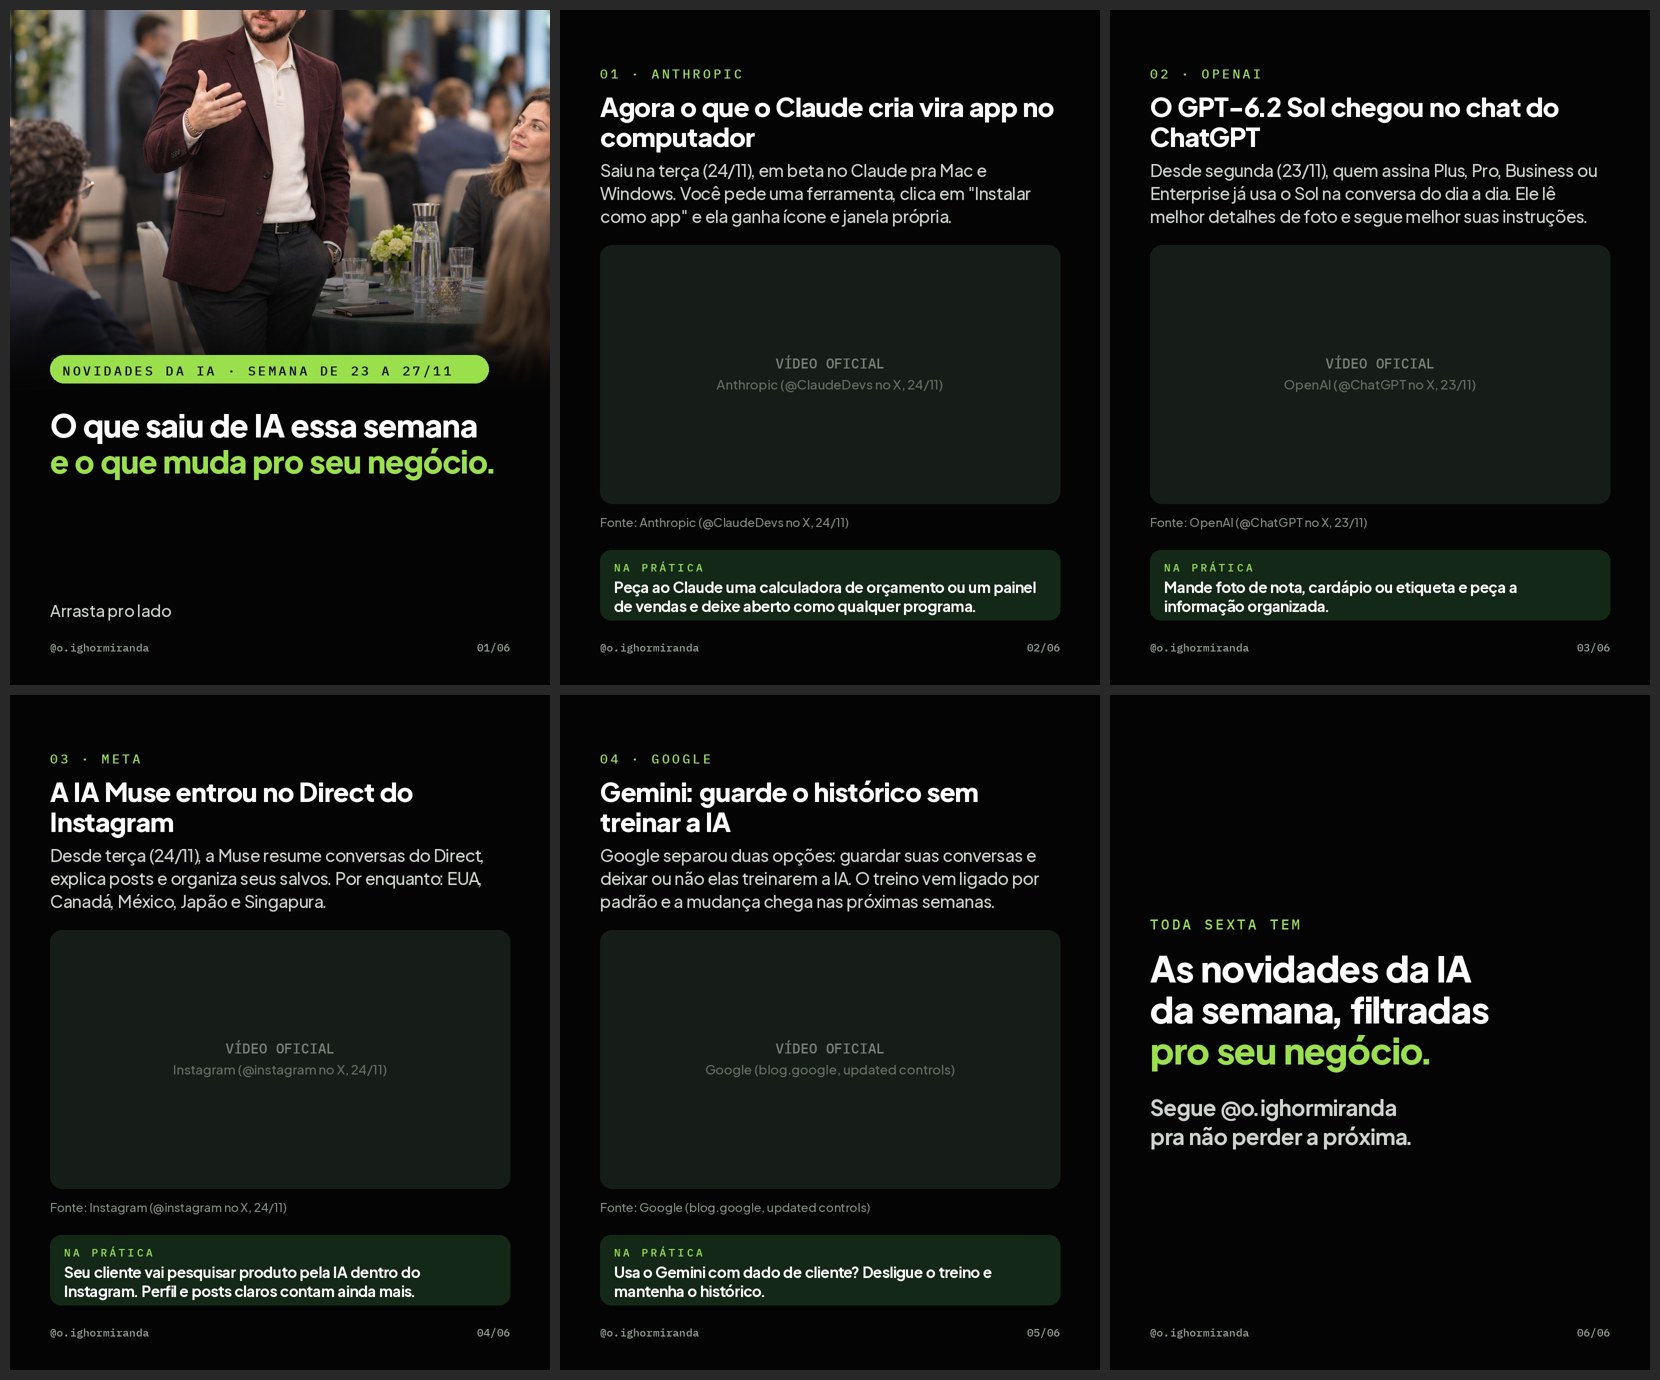 NOVIDADES DA IA · SEMANA DE 23 A 27/11
O que saiu de IA essa semana
e o que muda pro seu negócio.
Arrasta pro lado
@o.ighormiranda
01/06
01 · ANTHROPIC
Agora o que o Claude cria vira app no
computador
Saiu na terça (24/11), em beta no Claude pra Mac e
Windows. Você pede uma ferramenta, clica em "Instalar
como app" e ela ganha ícone e janela própria.
VÍDEO OFICIAL
Anthropic (@ClaudeDevs no X, 24/11)
Fonte: Anthropic (@ClaudeDevs no X, 24/11)
NA PRÁTICA
Peça ao Claude uma calculadora de orçamento ou um painel
de vendas e deixe aberto como qualquer programa.
@o.ighormiranda
02/06
02 · OPENAI
O GPT-6.2 Sol chegou no chat do
ChatGPT
Desde segunda (23/11), quem assina Plus, Pro, Business ou
Enterprise já usa o Sol na conversa do dia a dia. Ele lê
melhor detalhes de foto e segue melhor suas instruções.
VÍDEO OFICIAL
OpenAI (@ChatGPT no X, 23/11)
Fonte: OpenAI (@ChatGPT no X, 23/11)
NA PRÁTICA
Mande foto de nota, cardápio ou etiqueta e peça a
informação organizada.
@o.ighormiranda
03/06
03 · META
A IA Muse entrou no Direct do
Instagram
Desde terça (24/11), a Muse resume conversas do Direct,
explica posts e organiza seus salvos. Por enquanto: EUA,
Canadá, México, Japão e Singapura.
VÍDEO OFICIAL
Instagram (@instagram no X, 24/11)
Fonte: Instagram (@instagram no X, 24/11)
NA PRÁTICA
Seu cliente vai pesquisar produto pela IA dentro do
Instagram. Perfil e posts claros contam ainda mais.
@o.ighormiranda
04/06
04 · GOOGLE
Gemini: guarde o histórico sem
treinar a IA
Google separou duas opções: guardar suas conversas e
deixar ou não elas treinarem a IA. O treino vem ligado por
padrão e a mudança chega nas próximas semanas.
VÍDEO OFICIAL
Google (blog.google, updated controls)
Fonte: Google (blog.google, updated controls)
NA PRÁTICA
Usa o Gemini com dado de cliente? Desligue o treino e
mantenha o histórico.
@o.ighormiranda
05/06
TODA SEXTA TEM
As novidades da IA
da semana, filtradas
pro seu negócio.
Segue @o.ighormiranda
pra não perder a próxima.
@o.ighormiranda
06/06